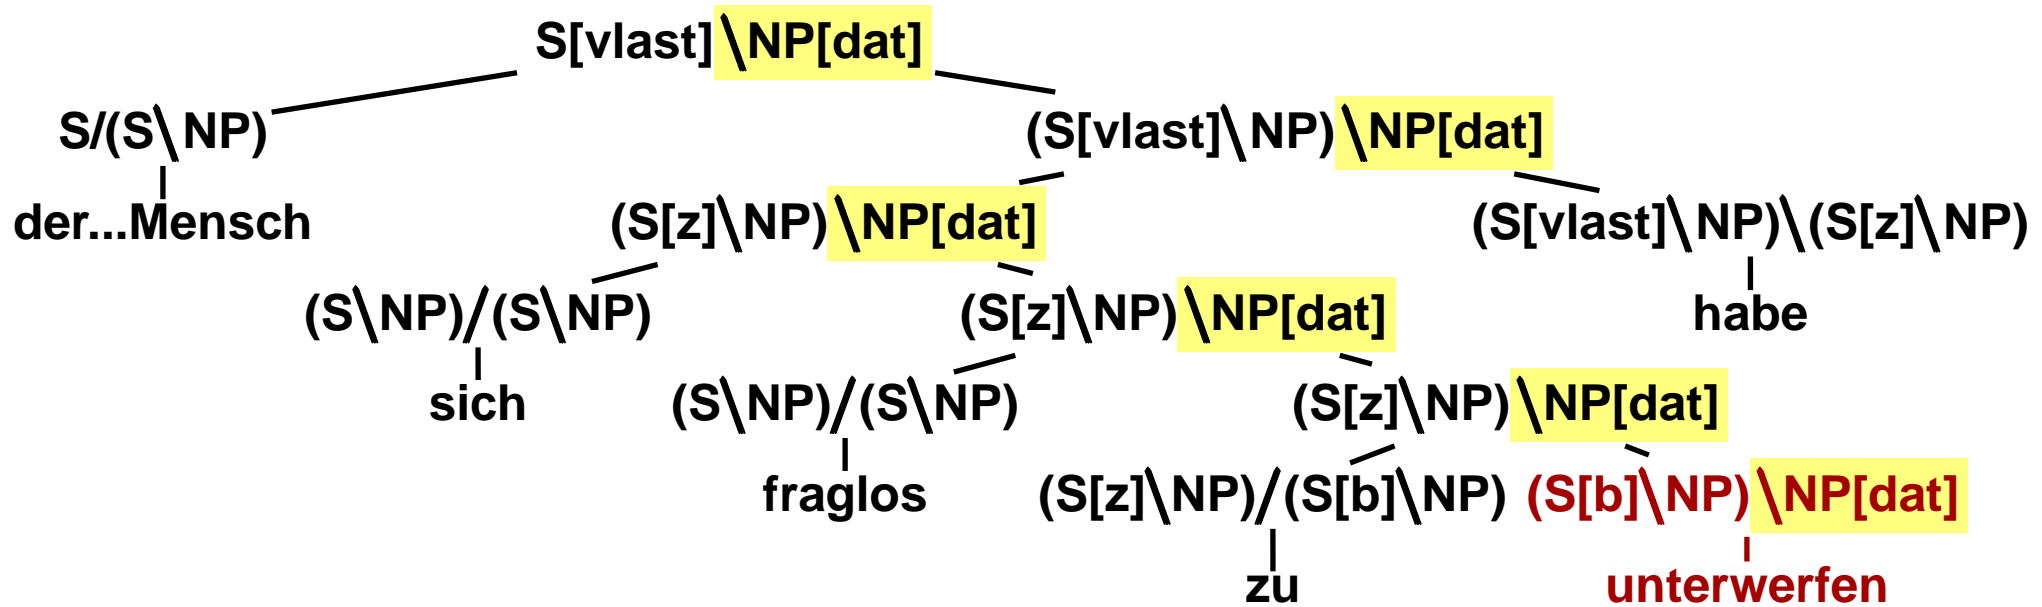 S[vlast]\NP[dat]
S/(S\NP) (S[vlast]\NP)\NP[dat]
der...Mensch (S[z]\NP)\NP[dat] (S[vlast]\NP)\(S[z]\NP)
(S\NP)/(S\NP) (S[z]\NP)\NP[dat] habe
sich (S\NP)/(S\NP) (S[z]\NP)\NP[dat]
fraglos (S[z]\NP)/(S[b]\NP) (S[b]\NP)\NP[dat]
zu unterwerfen